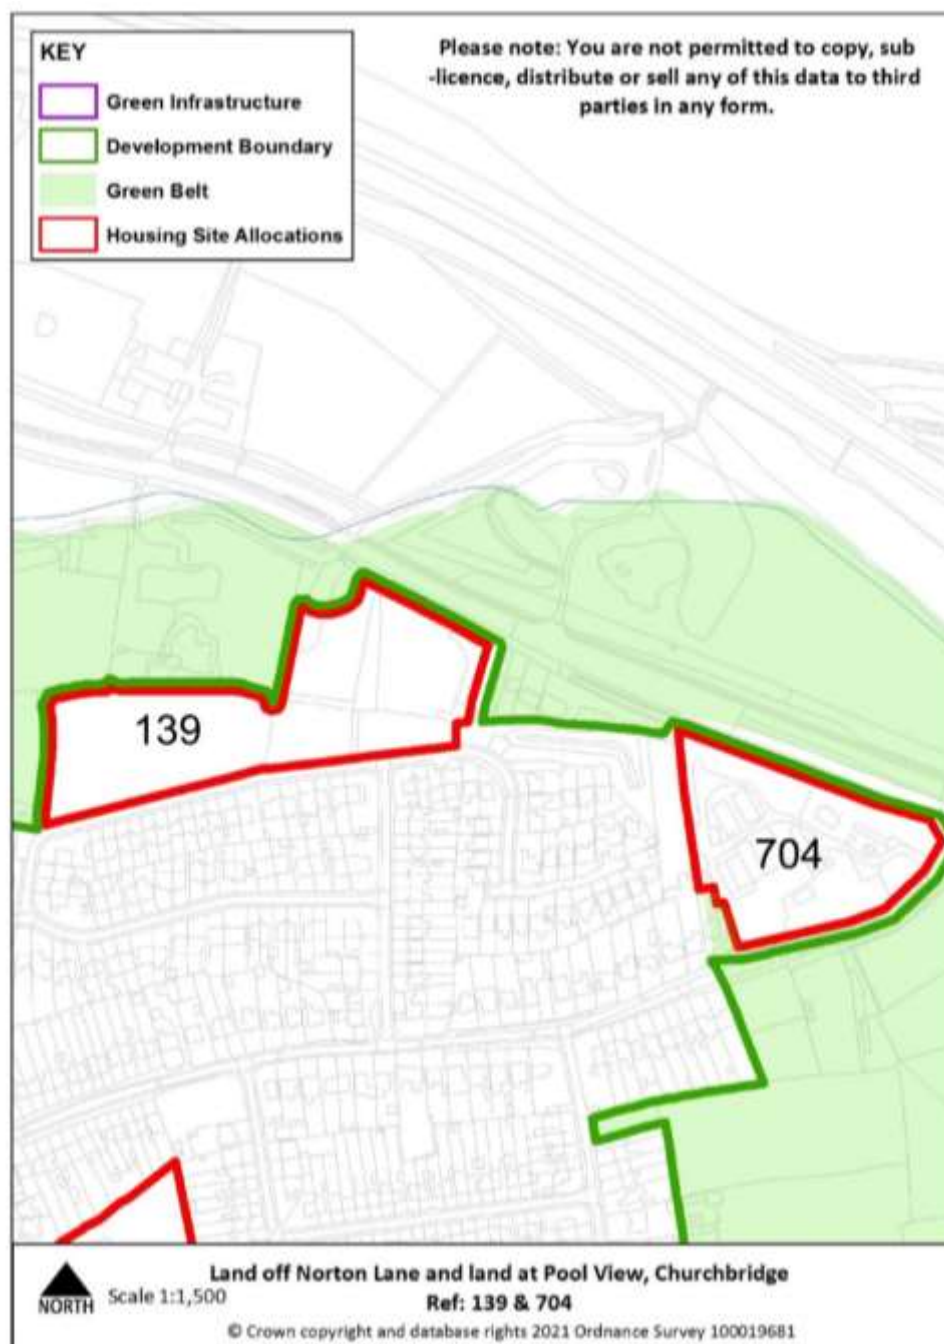 KEY
Green Infrastructure
Development Boundary
Green Belt
Housing Site Allocations
Please note: You are not permitted to copy, sub
-licence, distribute or sell any of this data to third
parties in any form.
139
704
NORTH
Scale 1:1,500
Land off Norton Lane and land at Pool View, Churchbridge
Ref: 139 & 704
© Crown copyright and database rights 2021 Ordnance Survey 100019681